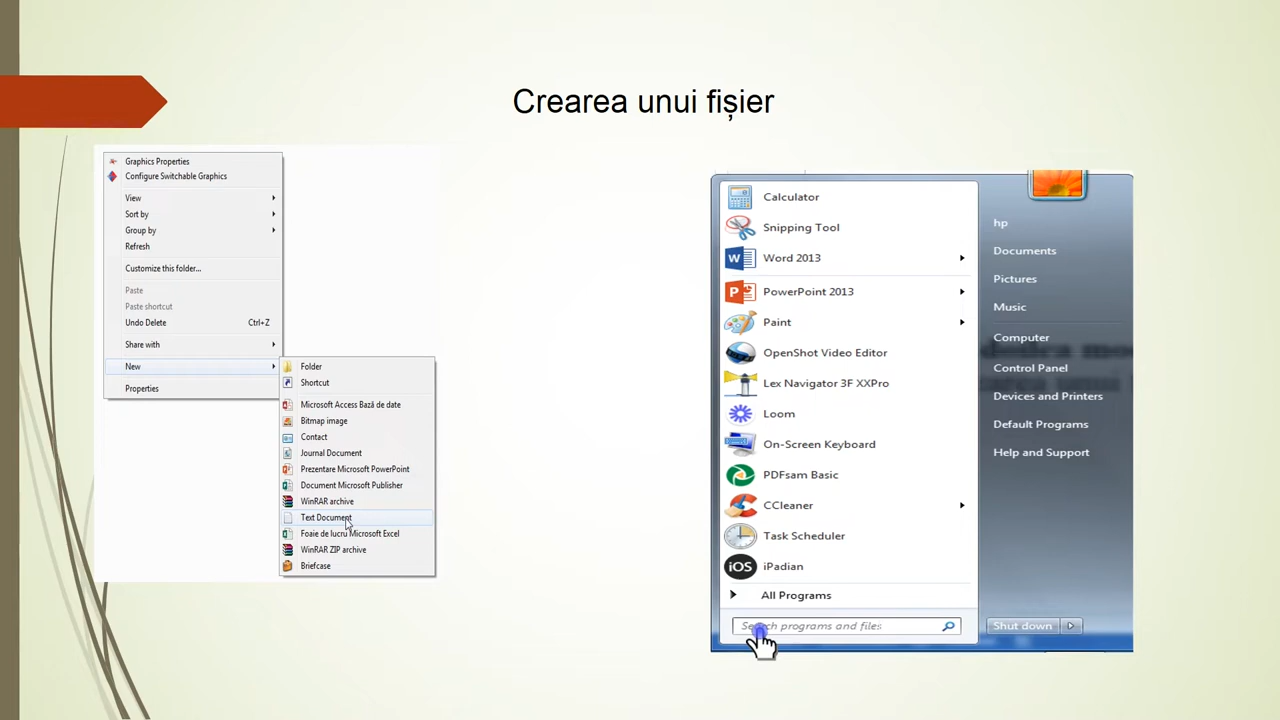 Crearea unui fișier
Graphics Properties
Configure Switchable Graphics
View
Sort by
Group by
Refresh
Customize this folder...
Paste
Paste shortcut
Undo Delete Ctrl+Z
Share with
New
Properties
Folder
Shortcut
Microsoft Access Bază de date
Bitmap image
Contact
Journal Document
Prezentare Microsoft PowerPoint
Document Microsoft Publisher
WinRAR archive
Text Document
Foaie de lucru Microsoft Excel
WinRAR ZIP archive
Briefcase
Calculator
Snipping Tool
Word 2013
PowerPoint 2013
Paint
OpenShot Video Editor
Lex Navigator 3F XXPro
Loom
On-Screen Keyboard
PDFsam Basic
CCleaner
Task Scheduler
iOS iPadian
All Programs
Search programs and files
hp
Documents
Pictures
Music
Computer
Control Panel
Devices and Printers
Default Programs
Help and Support
Shut down